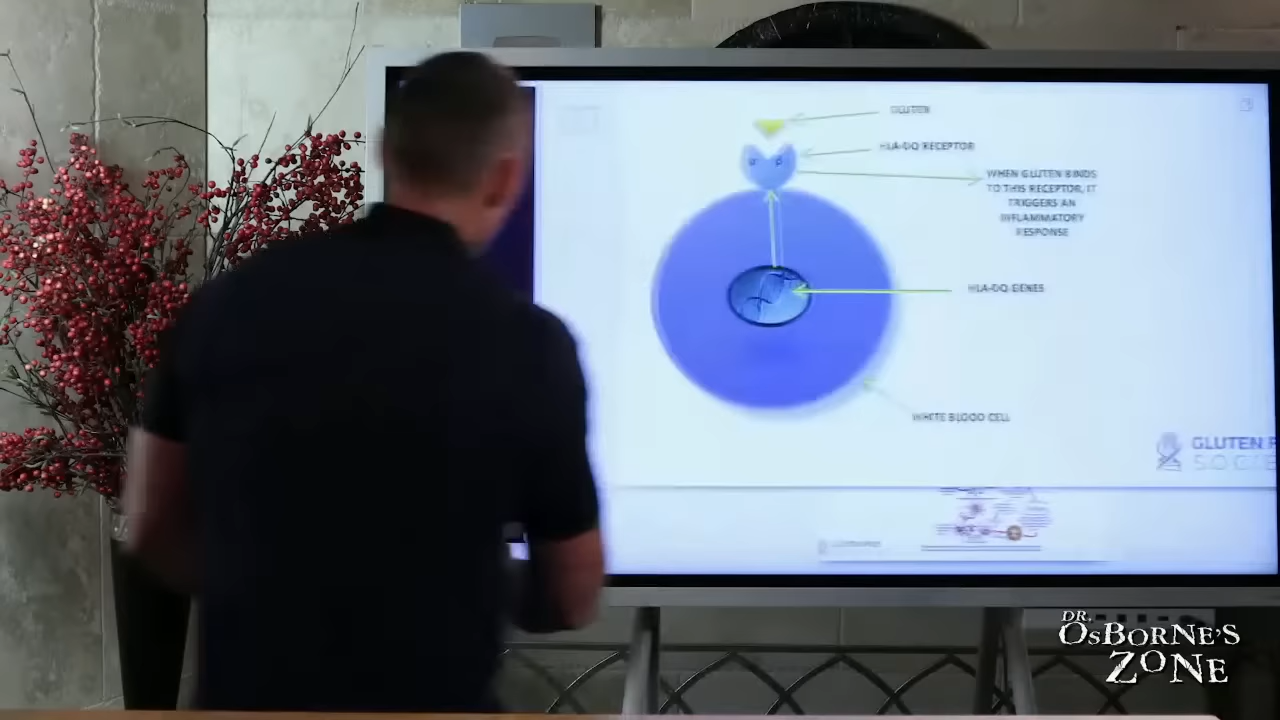 GLUTEN
HLA-DQ RECEPTOR
WHEN GLUTEN BINDS
TO THIS RECEPTOR, IT
TRIGGERS AN
INFLAMMATORY
RESPONSE
HLA-DQ GENES
WHITE BLOOD CELL
GLUTEN
DR.
OSBORNE'S
ZONE